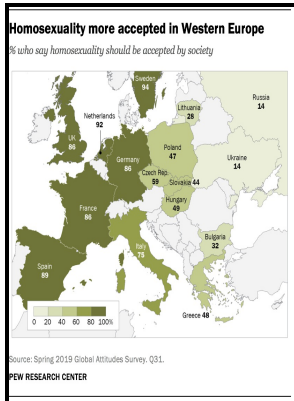 Homosexuality more accepted in Western Europe
% who say homosexuality should be accepted by society
Sweden
94
Russia
14
Netherlands
92
Lithuania
28
UK
86
Poland
47
Germany
86
Ukraine
14
Czech Rep.
59
Slovakia 44
France
86
Hungary
49
Italy
75
Bulgaria
32
Spain
89
Greece 48
0 20 40 60 80 100%
Source: Spring 2019 Global Attitudes Survey. Q31.
PEW RESEARCH CENTER